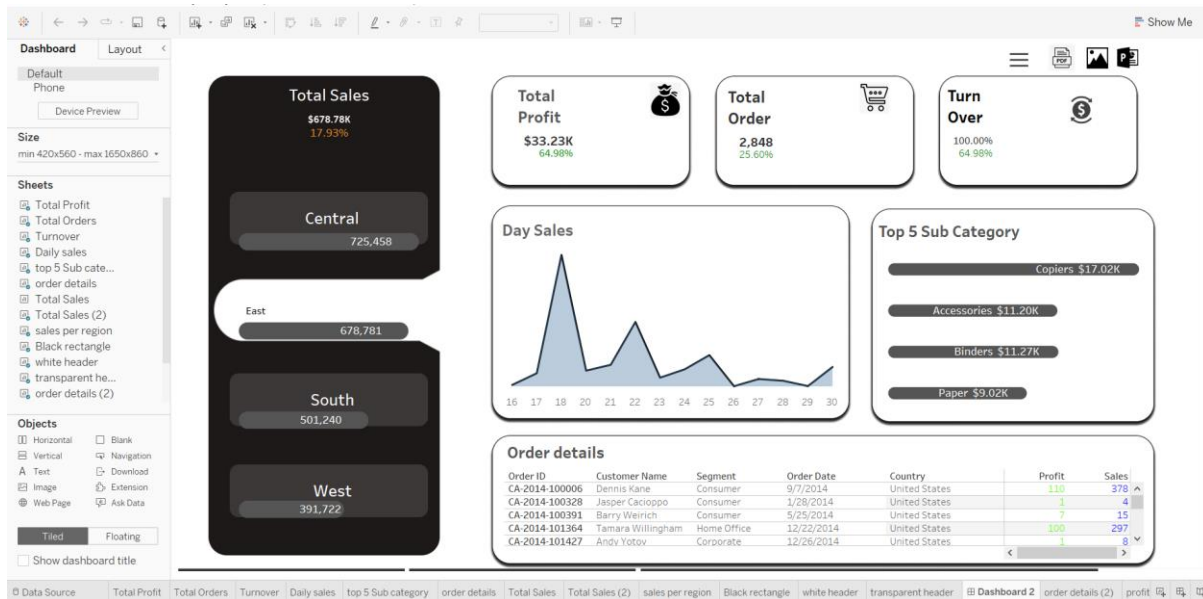 Show Me
Dashboard Layout
Default
Phone
Device Preview
Size
min 420x560 - max 1650x860
Sheets
Total Profit
Total Orders
Turnover
Daily sales
top 5 Sub cate...
order details
Total Sales
Total Sales (2)
sales per region
Black rectangle
white header
transparent he...
order details (2)
Objects
Horizontal Blank
Vertical Navigation
A Text Download
Image Extension
Web Page Ask Data
Tiled Floating
Show dashboard title
Total Sales
$678.78K
17.93%
Central
725,458
East
678,781
South
501,240
West
391,722
PDF
P
Total
Profit
$33.23K
64.98%
Total
Order
2,848
25.60%
Turn
Over
100.00%
64.98%
Day Sales
16 17 18 20 21 22 23 24 25 26 27 28 29 30
Top 5 Sub Category
Copiers $17.02K
Accessories $11.20K
Binders $11.27K
Paper $9.02K
Order details
Order ID Customer Name Segment Order Date Country Profit Sales
CA-2014-100006 Dennis Kane Consumer 9/7/2014 United States 110 378
CA-2014-100328 Jasper Cacioppo Consumer 1/28/2014 United States 1 4
CA-2014-100391 Barry Weirich Consumer 5/25/2014 United States 7 15
CA-2014-101364 Tamara Willingham Home Office 12/22/2014 United States 100 297
CA-2014-101427 Andy Yotov Corporate 12/26/2014 United States 1 8
Data Source Total Profit Total Orders Turnover Daily sales top 5 Sub category order details Total Sales Total Sales (2) sales per region Black rectangle white header transparent header Dashboard 2 order details (2) profit